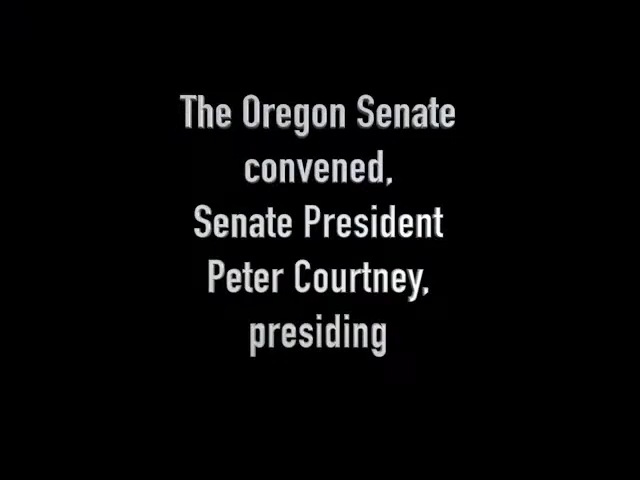 The Oregon Senate
convened,
Senate President
Peter Courtney,
presiding